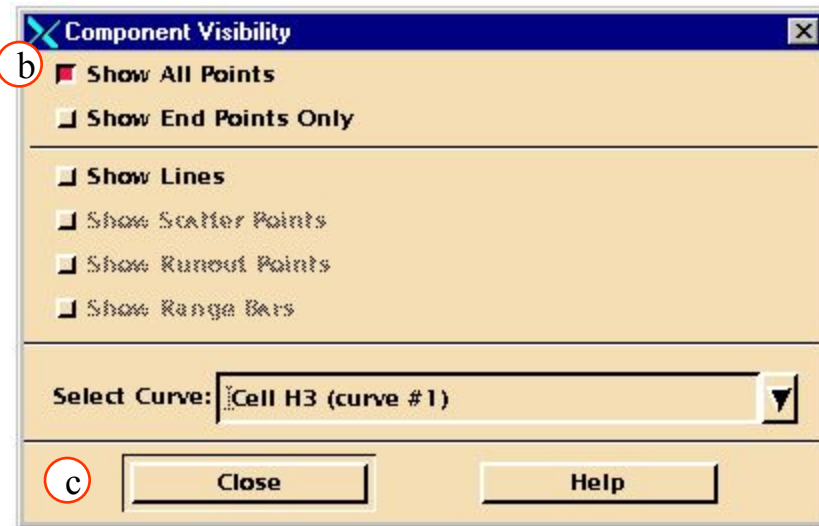 Component Visibility
b
Show All Points
Show End Points Only
Show Lines
Show Scatter Points
Show Runout Points
Show Range Bars
Select Curve: Cell H3 (curve #1)
c
Close Help